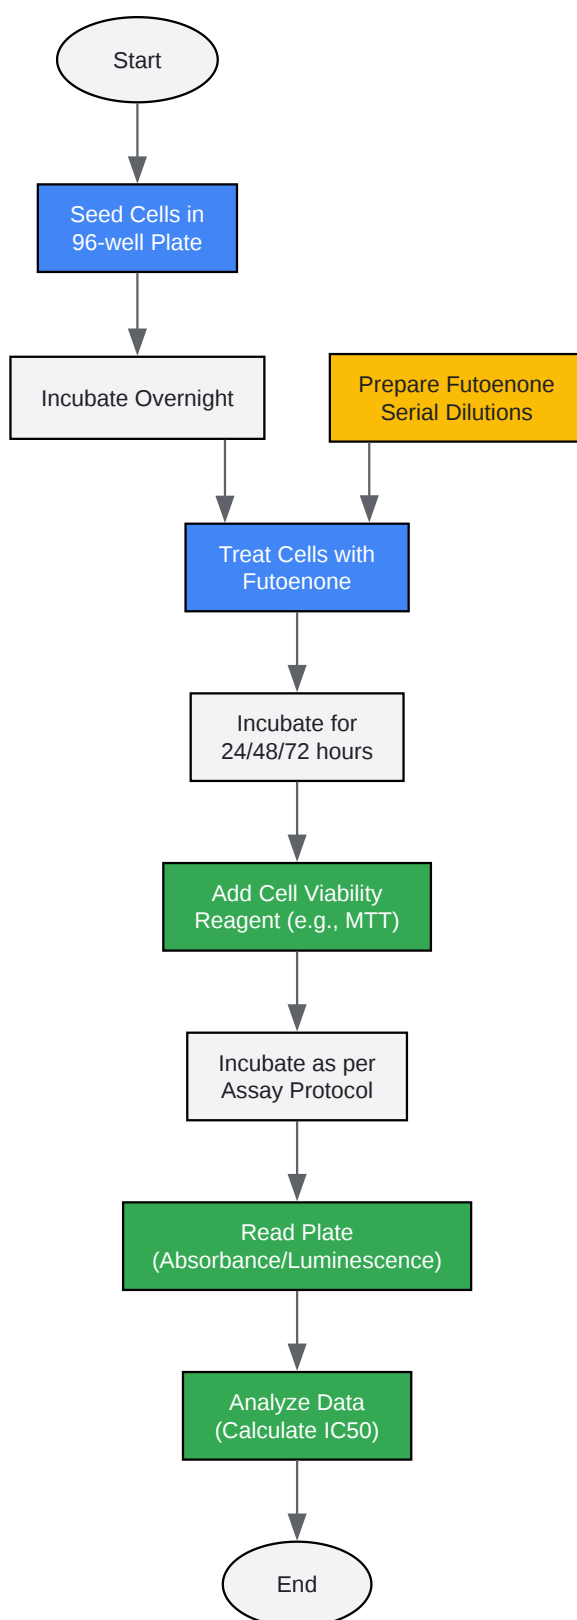 Start
Seed Cells in
96-well Plate
Incubate Overnight
Prepare Futoenone
Serial Dilutions
Treat Cells with
Futoenone
Incubate for
24/48/72 hours
Add Cell Viability
Reagent (e.g., MTT)
Incubate as per
Assay Protocol
Read Plate
(Absorbance/Luminescence)
Analyze Data
(Calculate IC50)
End